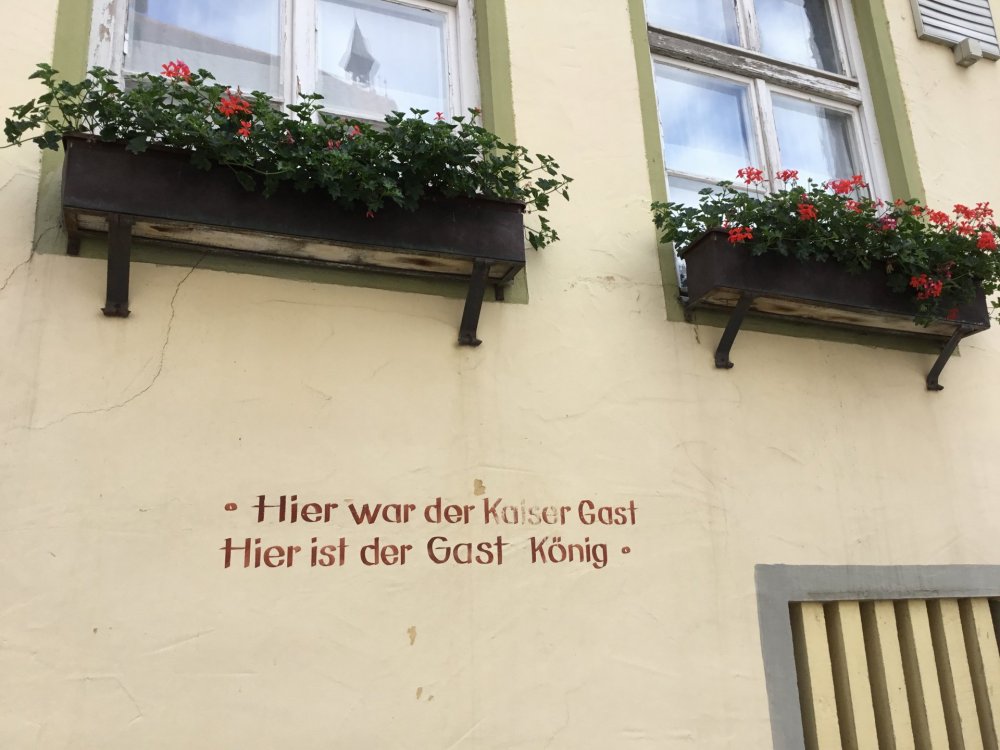 • Hier war der Kaiser Gast
Hier ist der Gast König •